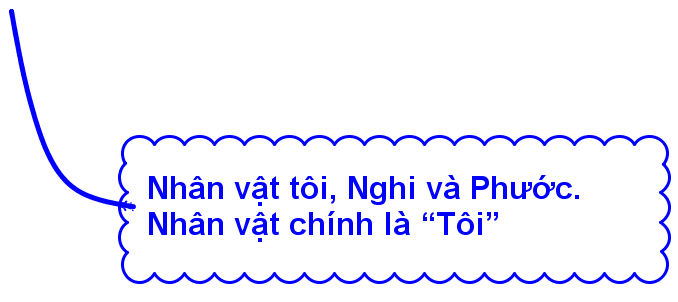 Nhân vật tôi, Nghi và Phước.
Nhân vật chính là “Tôi”